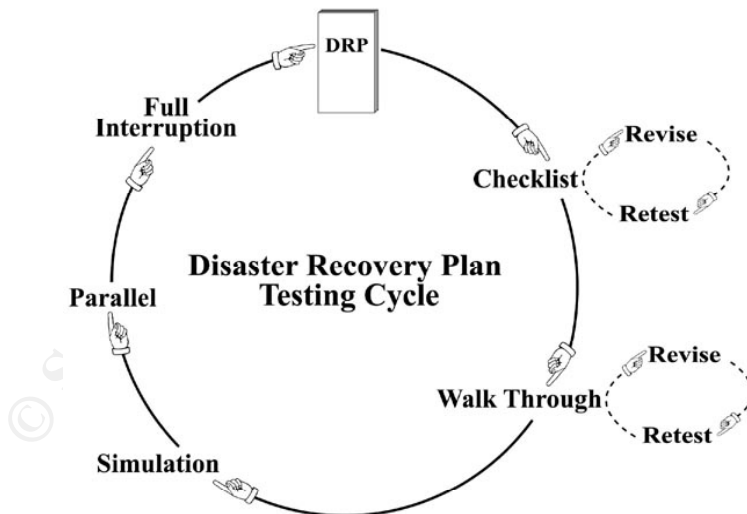 DRP
Full
Interruption
Revise
Checklist
Retest
Disaster Recovery Plan
Testing Cycle
Parallel
Revise
Walk Through
Retest
Simulation
©